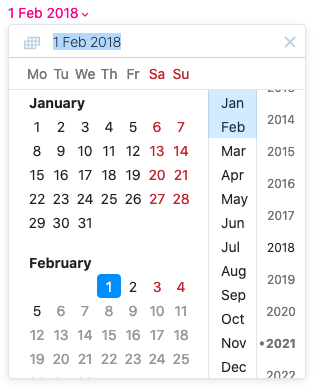 1 Feb 2018
1 Feb 2018
Mo Tu We Th Fr Sa Su
January
1 2 3 4 5 6 7
8 9 10 11 12 13 14
15 16 17 18 19 20 21
22 23 24 25 26 27 28
29 30 31
February
1 2 3 4
5 6 7 8 9 10 11
12 13 14 15 16 17 18
19 20 21 22 23 24 25
Jan
Feb
Mar
Apr
May
Jun
Jul
Aug
Sep
Oct
Nov
Dec
2014
2015
2016
2017
2018
2019
2020
2021
2022